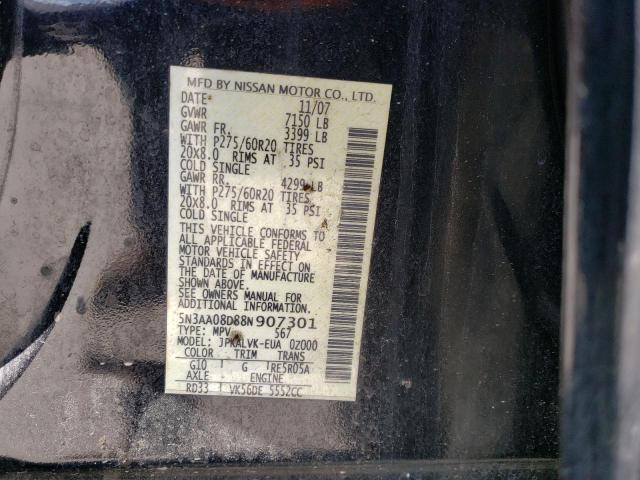 MFD BY NISSAN MOTOR CO., LTD.
DATE 11/07
GVWR 7150 LB
GAWR FR. 3399 LB
WITH P275/60R20 TIRES
20X8.0 RIMS AT 35 PSI
COLD SINGLE
GAWR RR. 4299 LB
WITH P275/60R20 TIRES
20X8.0 RIMS AT 35 PSI
COLD SINGLE
THIS VEHICLE CONFORMS TO
ALL APPLICABLE FEDERAL
MOTOR VEHICLE SAFETY
STANDARDS IN EFFECT ON
THE DATE OF MANUFACTURE
SHOWN ABOVE.
SEE OWNERS MANUAL FOR
ADDITIONAL INFORMATION
5N3AA08D88N907301
TYPE: MPV 567
MODEL: JPKALVK-EUA 0Z000
COLOR TRIM TRANS
G10 G RE5R05A
AXLE ENGINE
RD33 VK56DE 5552CC